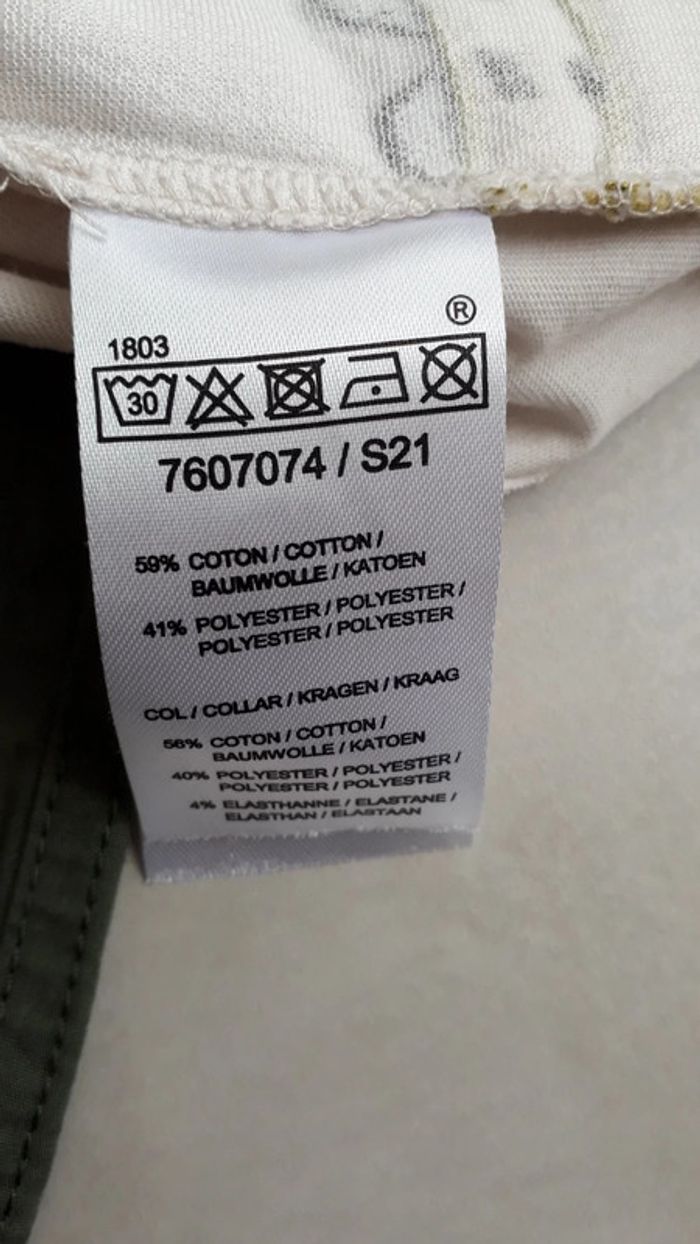 ®
1803
30
7607074 / S21
59% COTON / COTTON /
BAUMWOLLE / KATOEN
41% POLYESTER / POLYESTER /
POLYESTER / POLYESTER
COL / COLLAR / KRAGEN / KRAAG
56% COTON / COTTON /
BAUMWOLLE / KATOEN
40% POLYESTER / POLYESTER /
POLYESTER / POLYESTER
4% ELASTHANNE / ELASTANE /
ELASTHAN / ELASTAAN